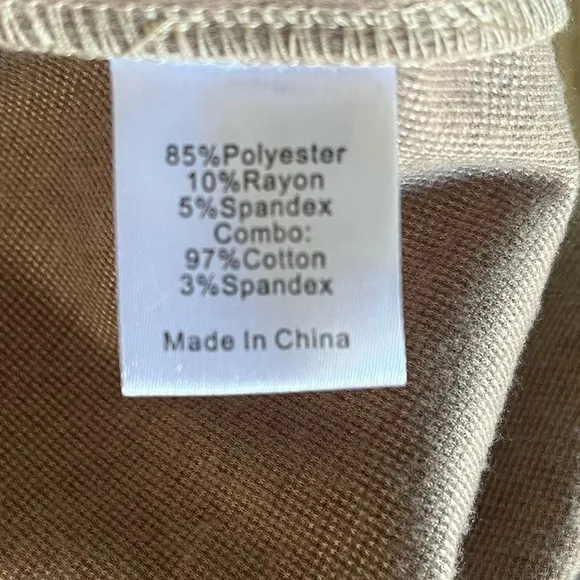 85%Polyester
10%Rayon
5%Spandex
Combo:
97%Cotton
3%Spandex
Made In China